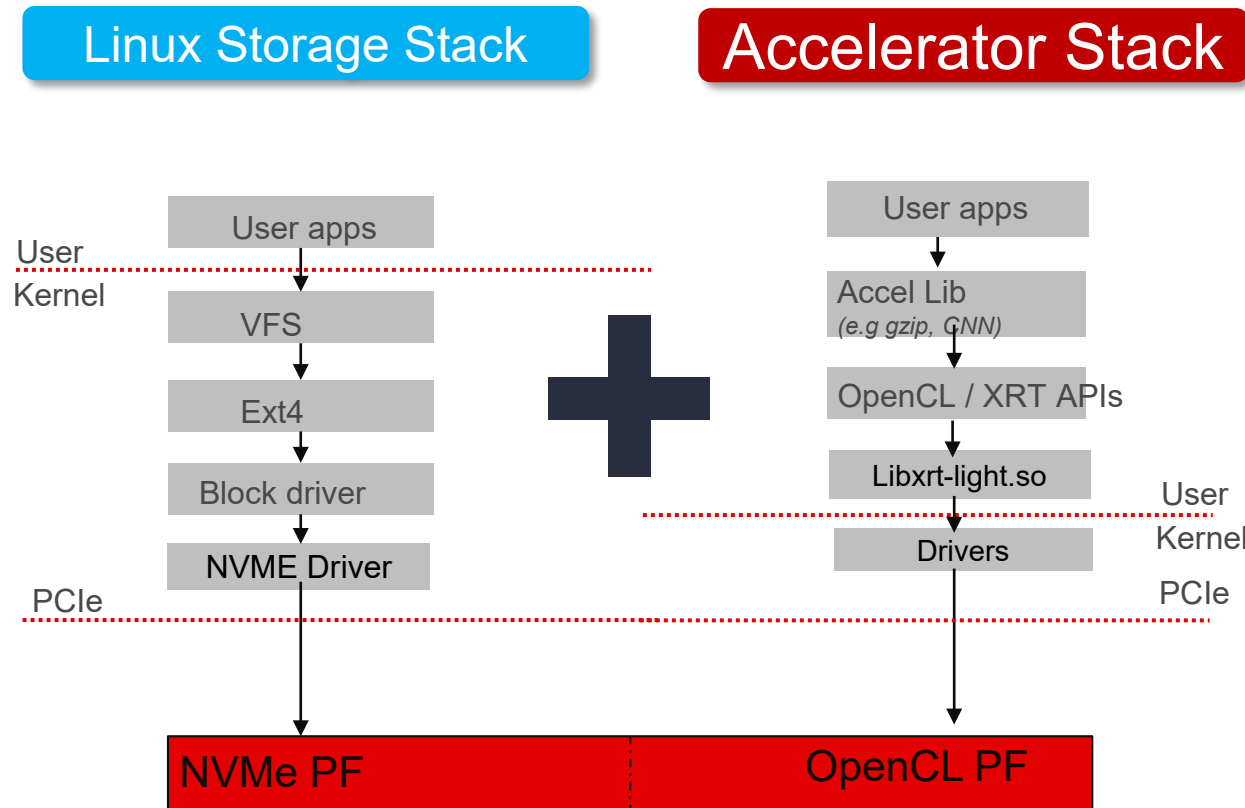 Linux Storage Stack
Accelerator Stack
User apps
User
Kernel
VFS
Ext4
Block driver
NVME Driver
PCIe
User apps
Accel Lib
(e.g gzip, CNN)
OpenCL / XRT APIs
Libxrt-light.so
User
Kernel
Drivers
PCIe
NVMe PF
OpenCL PF